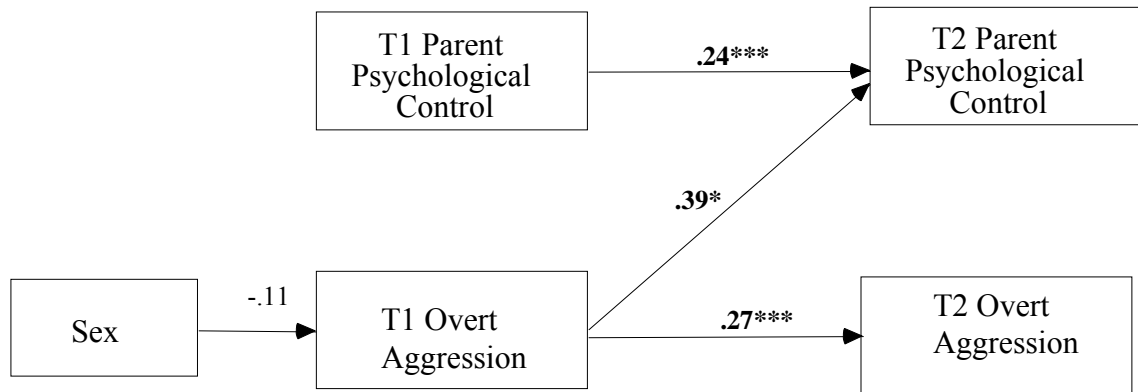 T1 Parent
Psychological
Control
.24***
T2 Parent
Psychological
Control
.39*
Sex
-.11
T1 Overt
Aggression
.27***
T2 Overt
Aggression